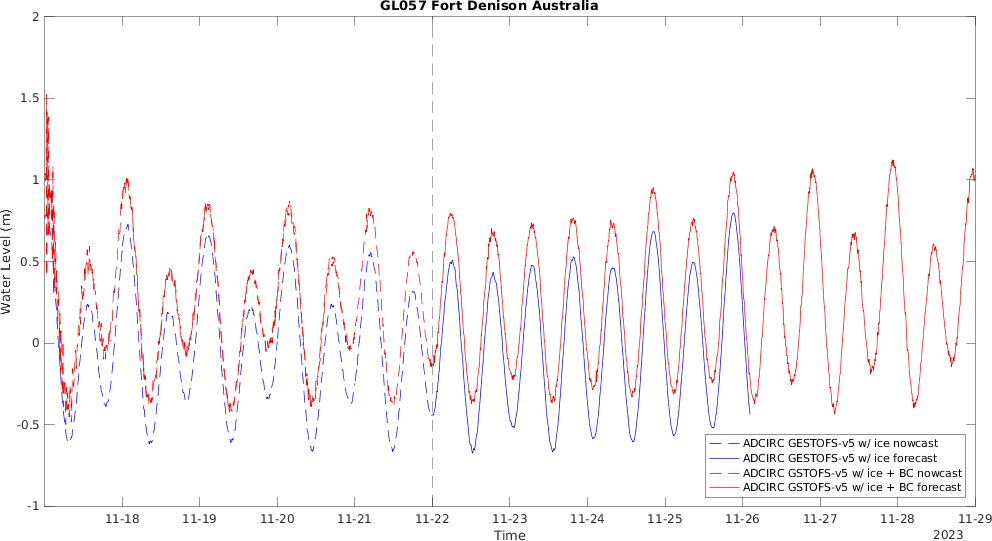 GL057 Fort Denison Australia
2
1.5
1
0.5
0
-0.5
-1
Water Level (m)
ADCIRC GESTOFS-v5 w/ ice nowcast
ADCIRC GESTOFS-v5 w/ ice forecast
ADCIRC GSTOFS-v5 w/ ice + BC nowcast
ADCIRC GSTOFS-v5 w/ ice + BC forecast
11-18 11-19 11-20 11-21 11-22 11-23 11-24 11-25 11-26 11-27 11-28 11-29
Time
2023